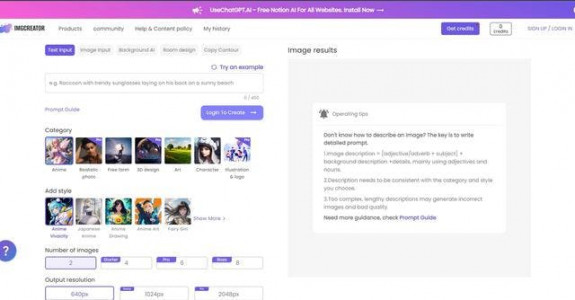 UseChatGPT.AI - Free Notion AI For All Websites. Install Now →
IMGCREATOR
Products
community
Help & Content policy
My history
Get credits
0
Credits
SIGN UP / LOGIN IN
Text Input
Image Input
Background AI
Room design
Copy Contour
Try an example
e.g. Raccoon with trendy sunglasses laying on his back on a sunny beach
Prompt Guide
Login To Create →
Category
Anime
Realistic-photo
Free form
3D design
Art
Character
Illustration & logo
Add style
Japanese Anime
Anime Drawing
Anime Art
Fairy Girl
Show More >
Number of images
2
4
6
8
Output resolution
640px
1024px
2048px
?
Image results
Operating tips
Don't know how to describe an image? The key is to write
detailed prompt.
1.Image description = [adjective/adverb + subject] +
background description +details, mainly using adjectives and
nouns.
2.Description needs to be consistent with the category and style
you choose.
3.Too complex, lengthy descriptions may generate incorrect
images and bad quality.
Need more guidance, check Prompt Guide.